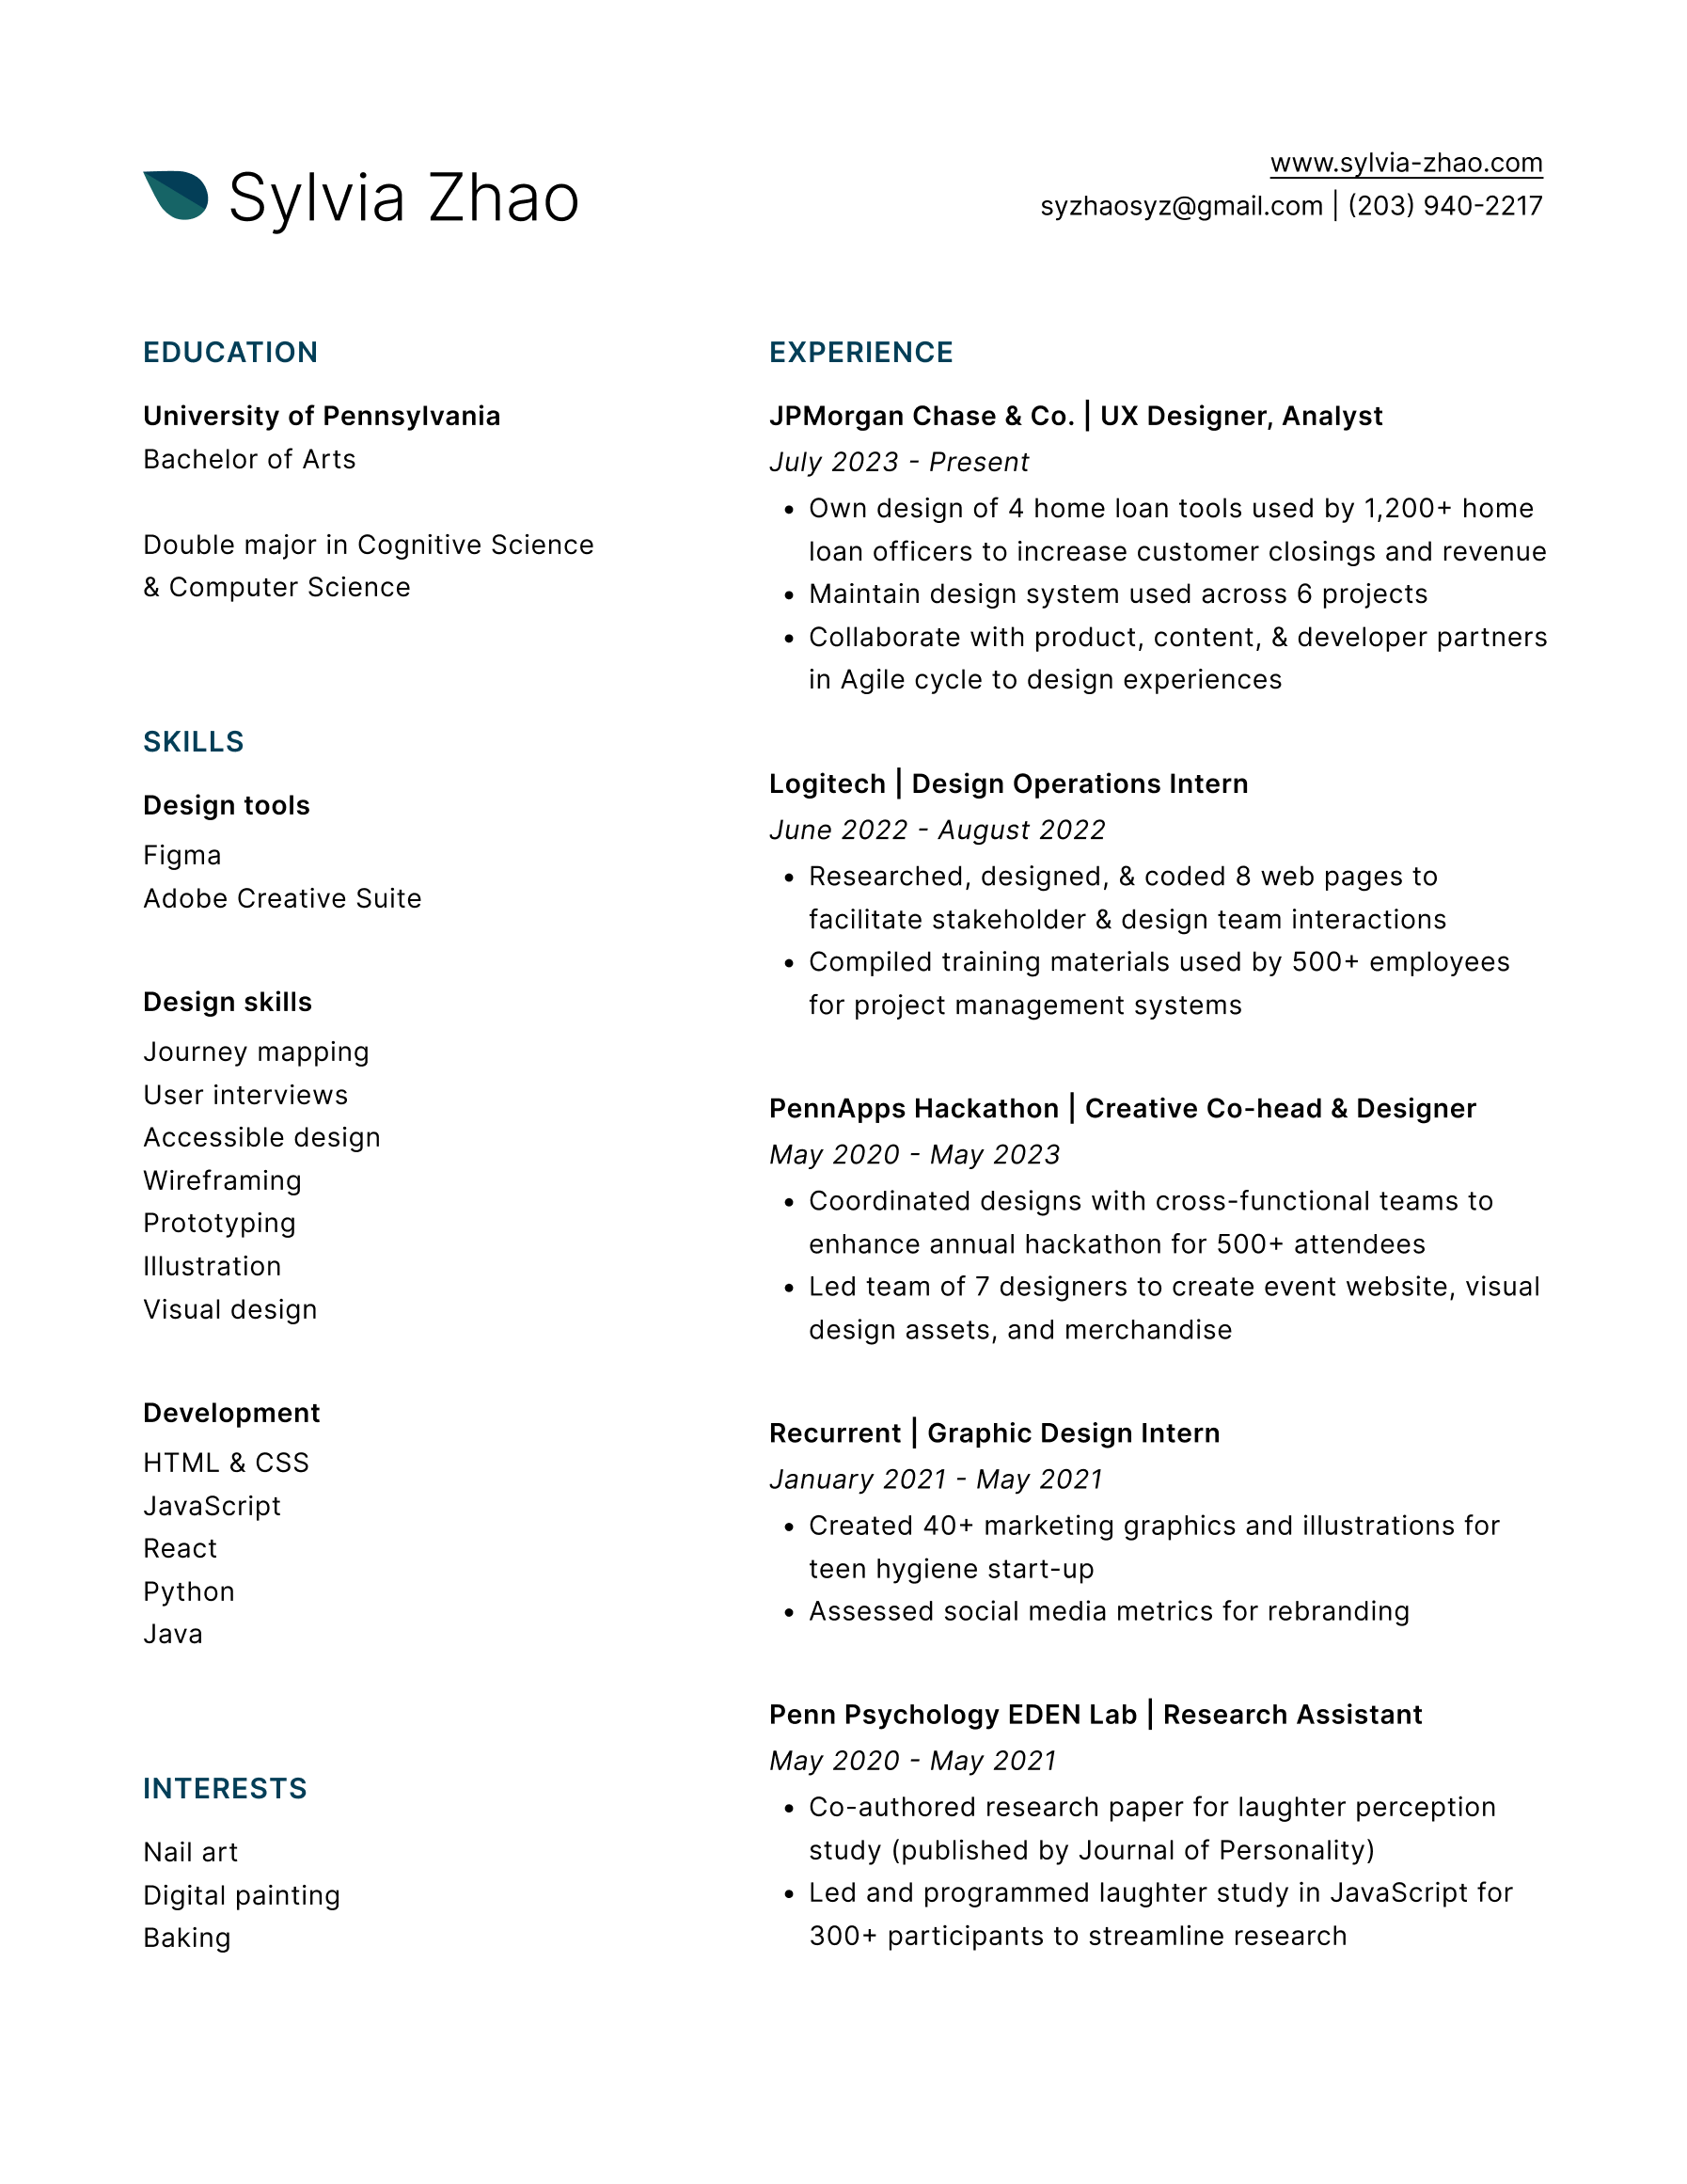 Sylvia Zhao
www.sylvia-zhao.com
syzhaosyz@gmail.com | (203) 940-2217
EDUCATION
University of Pennsylvania
Bachelor of Arts
Double major in Cognitive Science
& Computer Science
SKILLS
Design tools
Figma
Adobe Creative Suite
Design skills
Journey mapping
User interviews
Accessible design
Wireframing
Prototyping
Illustration
Visual design
Development
HTML & CSS
JavaScript
React
Python
Java
INTERESTS
Nail art
Digital painting
Baking
EXPERIENCE
JPMorgan Chase & Co. | UX Designer, Analyst
July 2023 - Present
• Own design of 4 home loan tools used by 1,200+ home
loan officers to increase customer closings and revenue
• Maintain design system used across 6 projects
• Collaborate with product, content, & developer partners
in Agile cycle to design experiences
Logitech | Design Operations Intern
June 2022 - August 2022
• Researched, designed, & coded 8 web pages to
facilitate stakeholder & design team interactions
• Compiled training materials used by 500+ employees
for project management systems
PennApps Hackathon | Creative Co-head & Designer
May 2020 - May 2023
• Coordinated designs with cross-functional teams to
enhance annual hackathon for 500+ attendees
• Led team of 7 designers to create event website, visual
design assets, and merchandise
Recurrent | Graphic Design Intern
January 2021 - May 2021
• Created 40+ marketing graphics and illustrations for
teen hygiene start-up
• Assessed social media metrics for rebranding
Penn Psychology EDEN Lab | Research Assistant
May 2020 - May 2021
• Co-authored research paper for laughter perception
study (published by Journal of Personality)
• Led and programmed laughter study in JavaScript for
300+ participants to streamline research